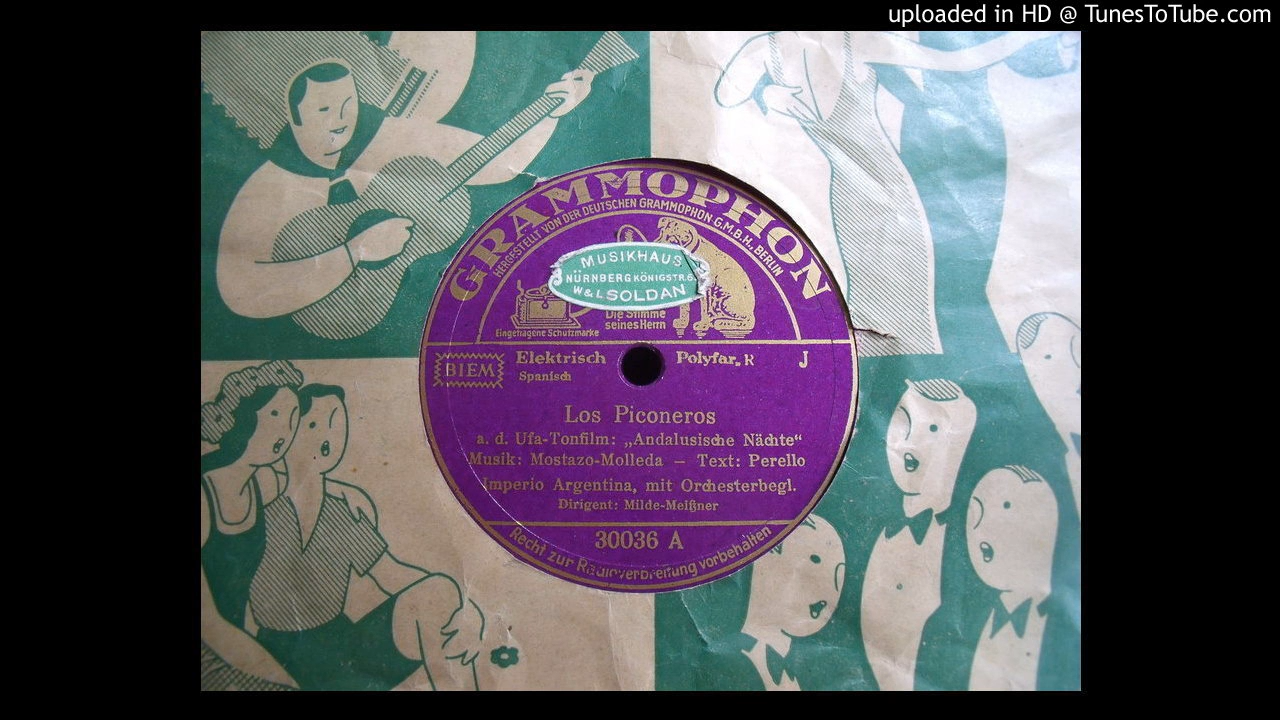 uploaded in HD @ TunesToTube.com
GRAMMOPHON
HERGESTELLT VON DER DEUTSCHEN GRAMMOPHON G.M.B.H., BERLIN
MUSIKHAUS
NÜRNBERG KÖNIGSTR.6.
W&L SOLDAN
Die Stimme
seines Herrn
Eingetragene Schutzmarke
BIEM
Elektrisch Polyfar, R J
Spanisch
Los Piconeros
a. d. Ufa-Tonfilm: „Andalusische Nächte“
Musik: Mostazo-Molleda – Text: Perello
Imperio Argentina, mit Orchesterbegl.
Dirigent: Milde-Meißner
30036 A
Recht zur Radioverbreitung vorbehalten